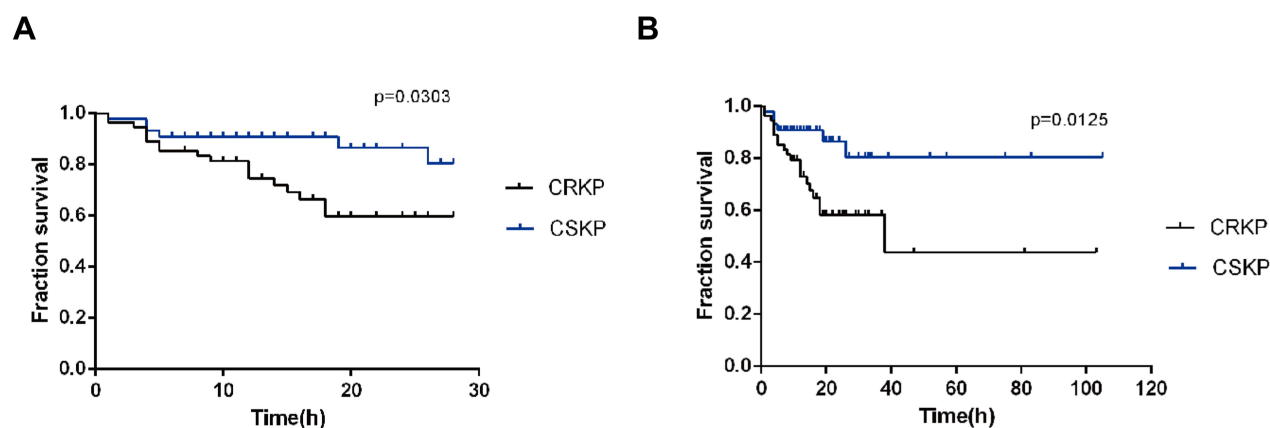 A
p=0.0303
1.0
0.8
0.6
0.4
0.2
0.0
Fraction survival
0 10 20 30
Time(h)
CRKP
CSKP
B
p=0.0125
1.0
0.8
0.6
0.4
0.2
0.0
Fraction survival
0 20 40 60 80 100 120
Time(h)
CRKP
CSKP